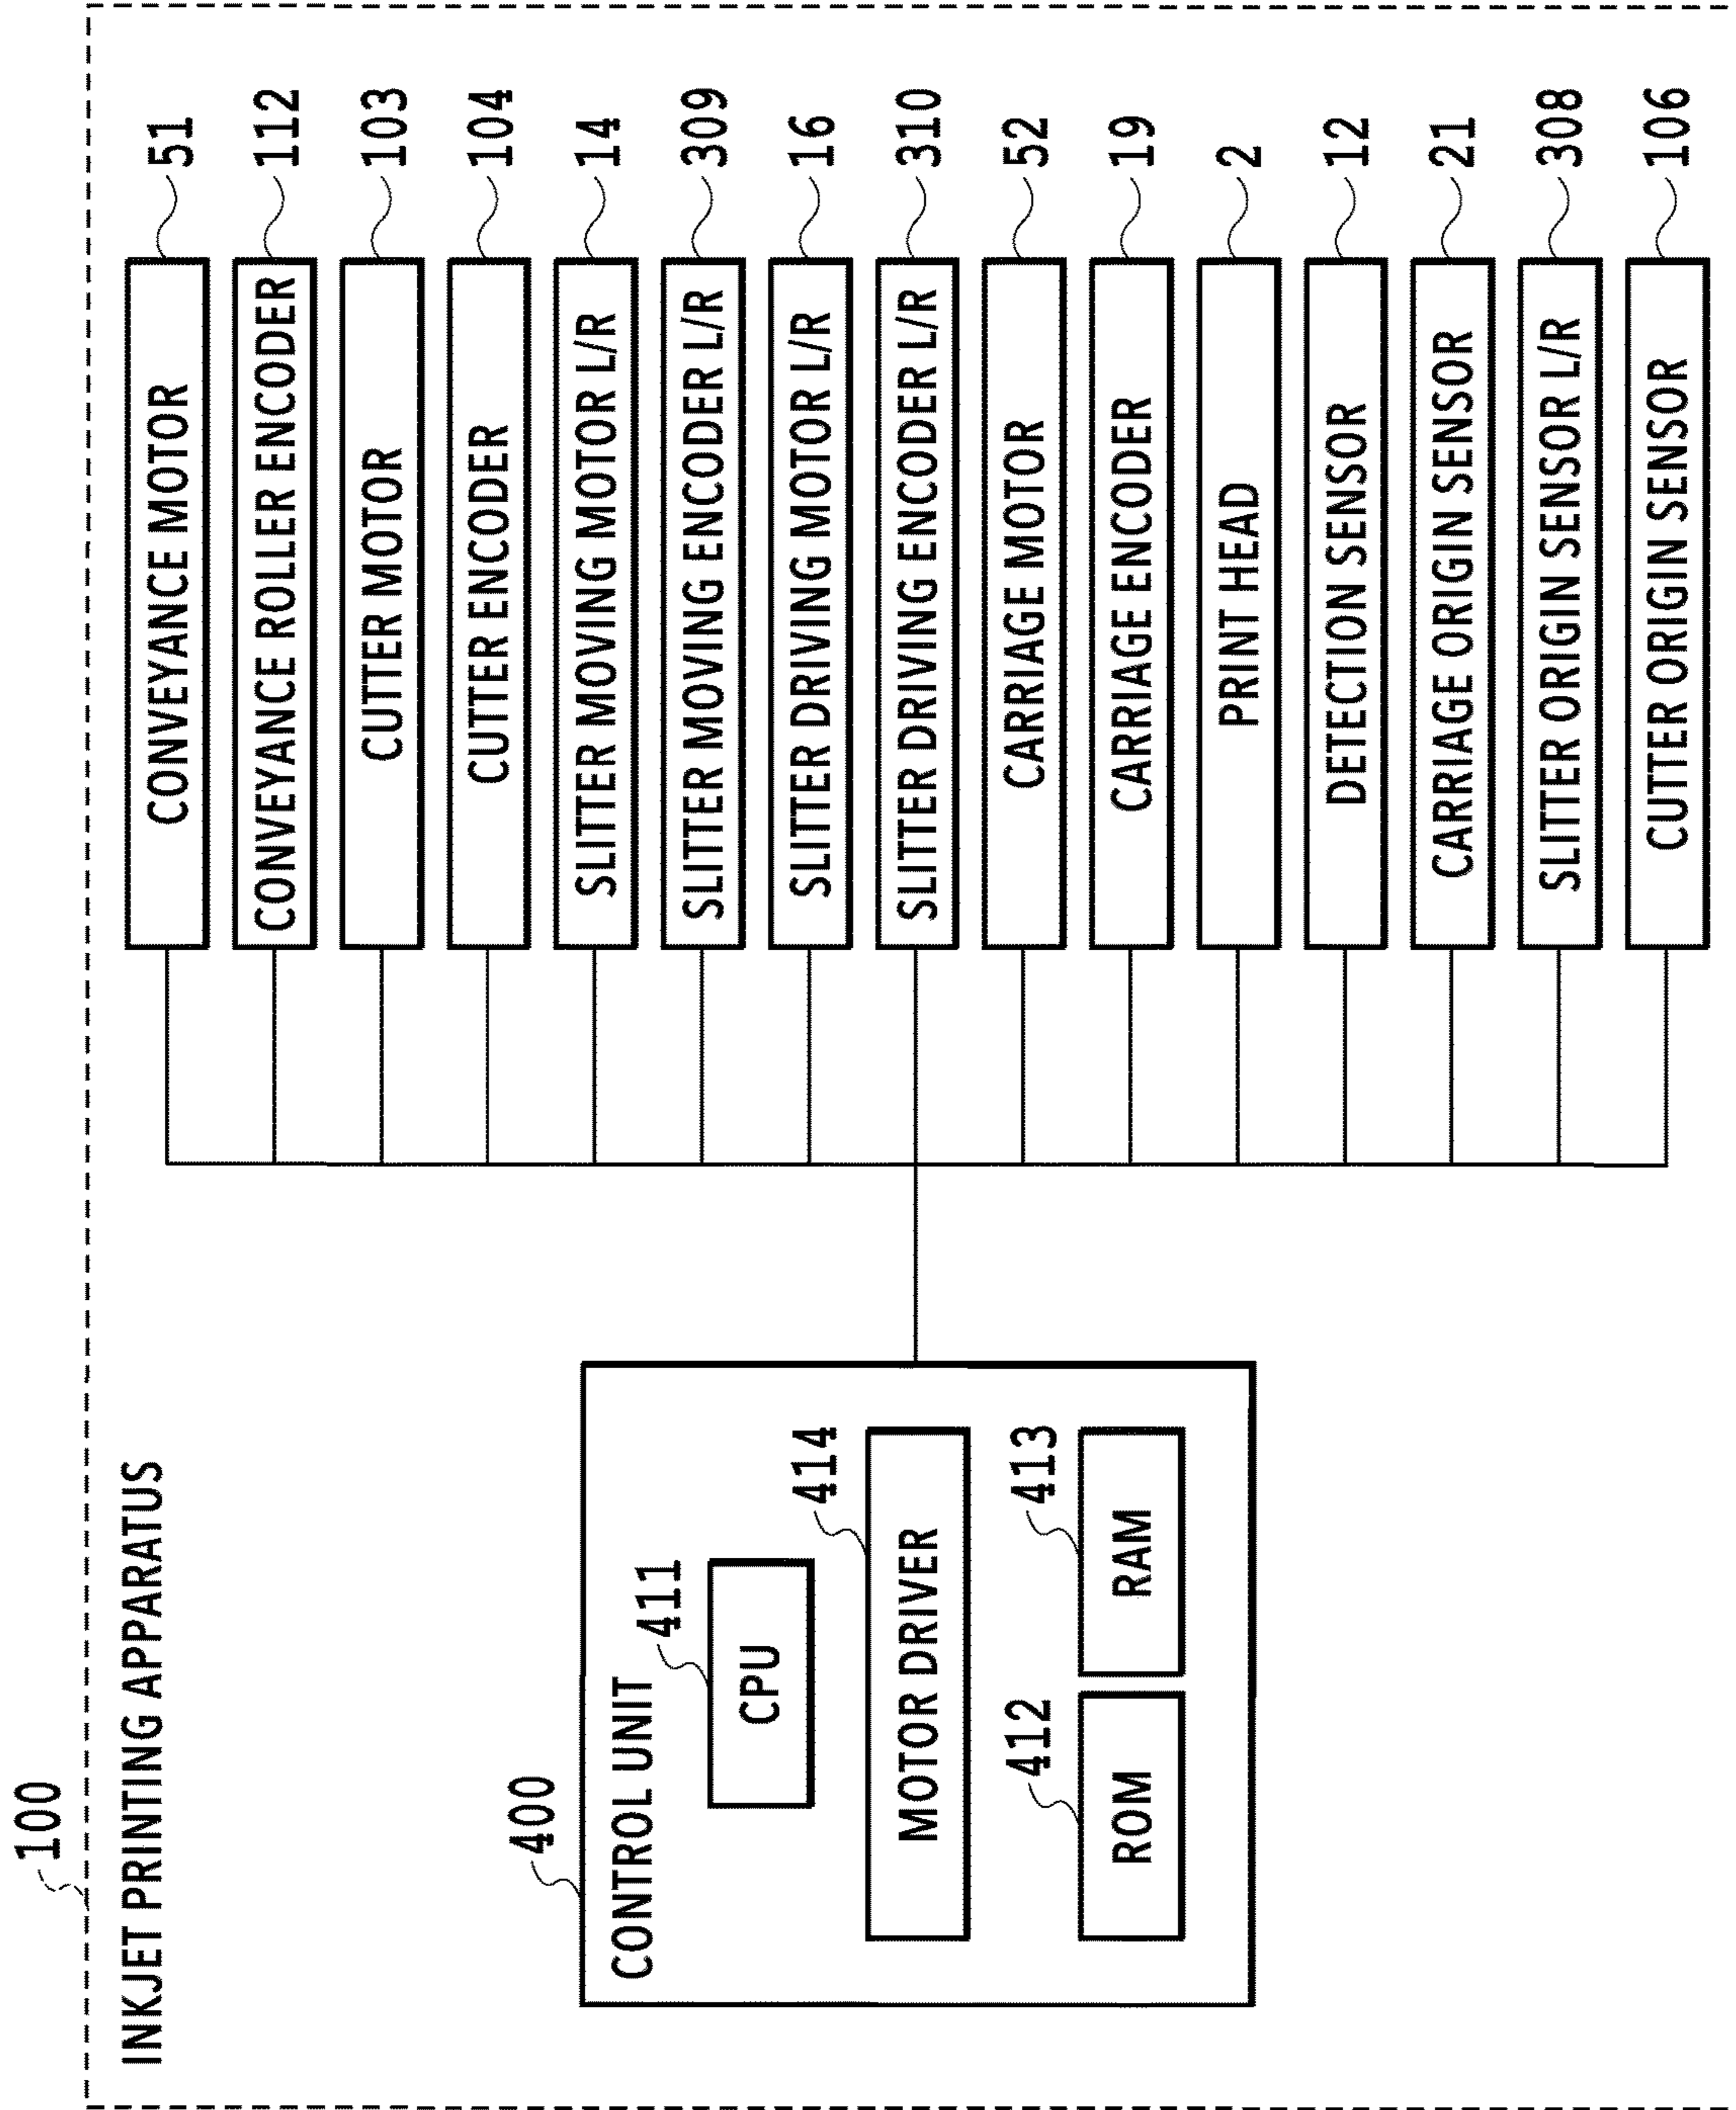 100
INKJET PRINTING APPARATUS
400
CONTROL UNIT
411
CPU
414
MOTOR DRIVER
412
ROM
413
RAM
CONVEYANCE MOTOR 51
CONVEYANCE ROLLER ENCODER 112
CUTTER MOTOR 103
CUTTER ENCODER 104
SLITTER MOVING MOTOR L/R 14
SLITTER MOVING ENCODER L/R 309
SLITTER DRIVING MOTOR L/R 16
SLITTER DRIVING ENCODER L/R 310
CARRIAGE MOTOR 52
CARRIAGE ENCODER 19
PRINT HEAD 2
DETECTION SENSOR 12
CARRIAGE ORIGIN SENSOR 21
SLITTER ORIGIN SENSOR L/R 308
CUTTER ORIGIN SENSOR 106